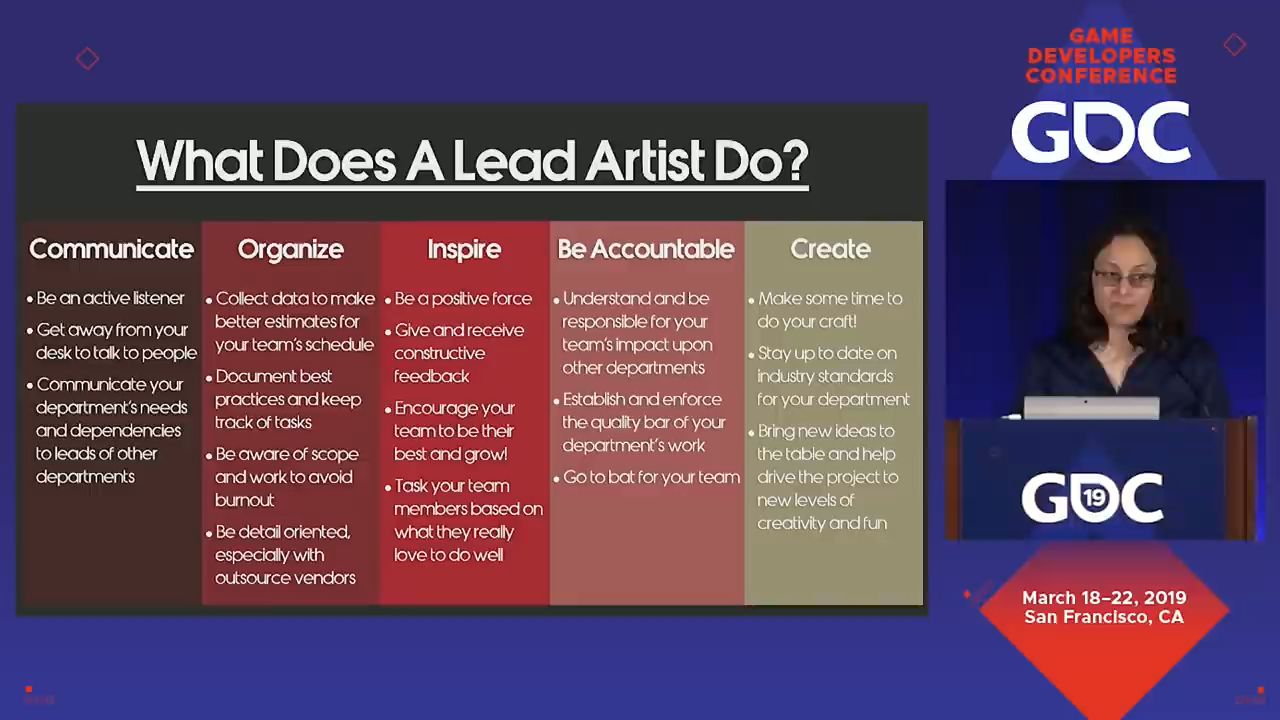 GAME
DEVELOPERS
CONFERENCE
GDC
What Does A Lead Artist Do?
Communicate
• Be an active listener
• Get away from your
desk to talk to people
• Communicate your
department's needs
and dependencies
to leads of other
departments
Organize
• Collect data to make
better estimates for
your team's schedule
• Document best
practices and keep
track of tasks
• Be aware of scope
and work to avoid
burnout
• Be detail oriented,
especially with
outsource vendors
Inspire
• Be a positive force
• Give and receive
constructive
feedback
• Encourage your
team to be their
best and grow!
• Task your team
members based on
what they really
love to do well
Be Accountable
• Understand and be
responsible for your
team's impact upon
other departments
• Establish and enforce
the quality bar of your
department's work
• Go to bat for your team
Create
• Make some time to
do your craft!
• Stay up to date on
industry standards
for your department
• Bring new ideas to
the table and help
drive the project to
new levels of
creativity and fun
GDC
19
March 18–22, 2019
San Francisco, CA